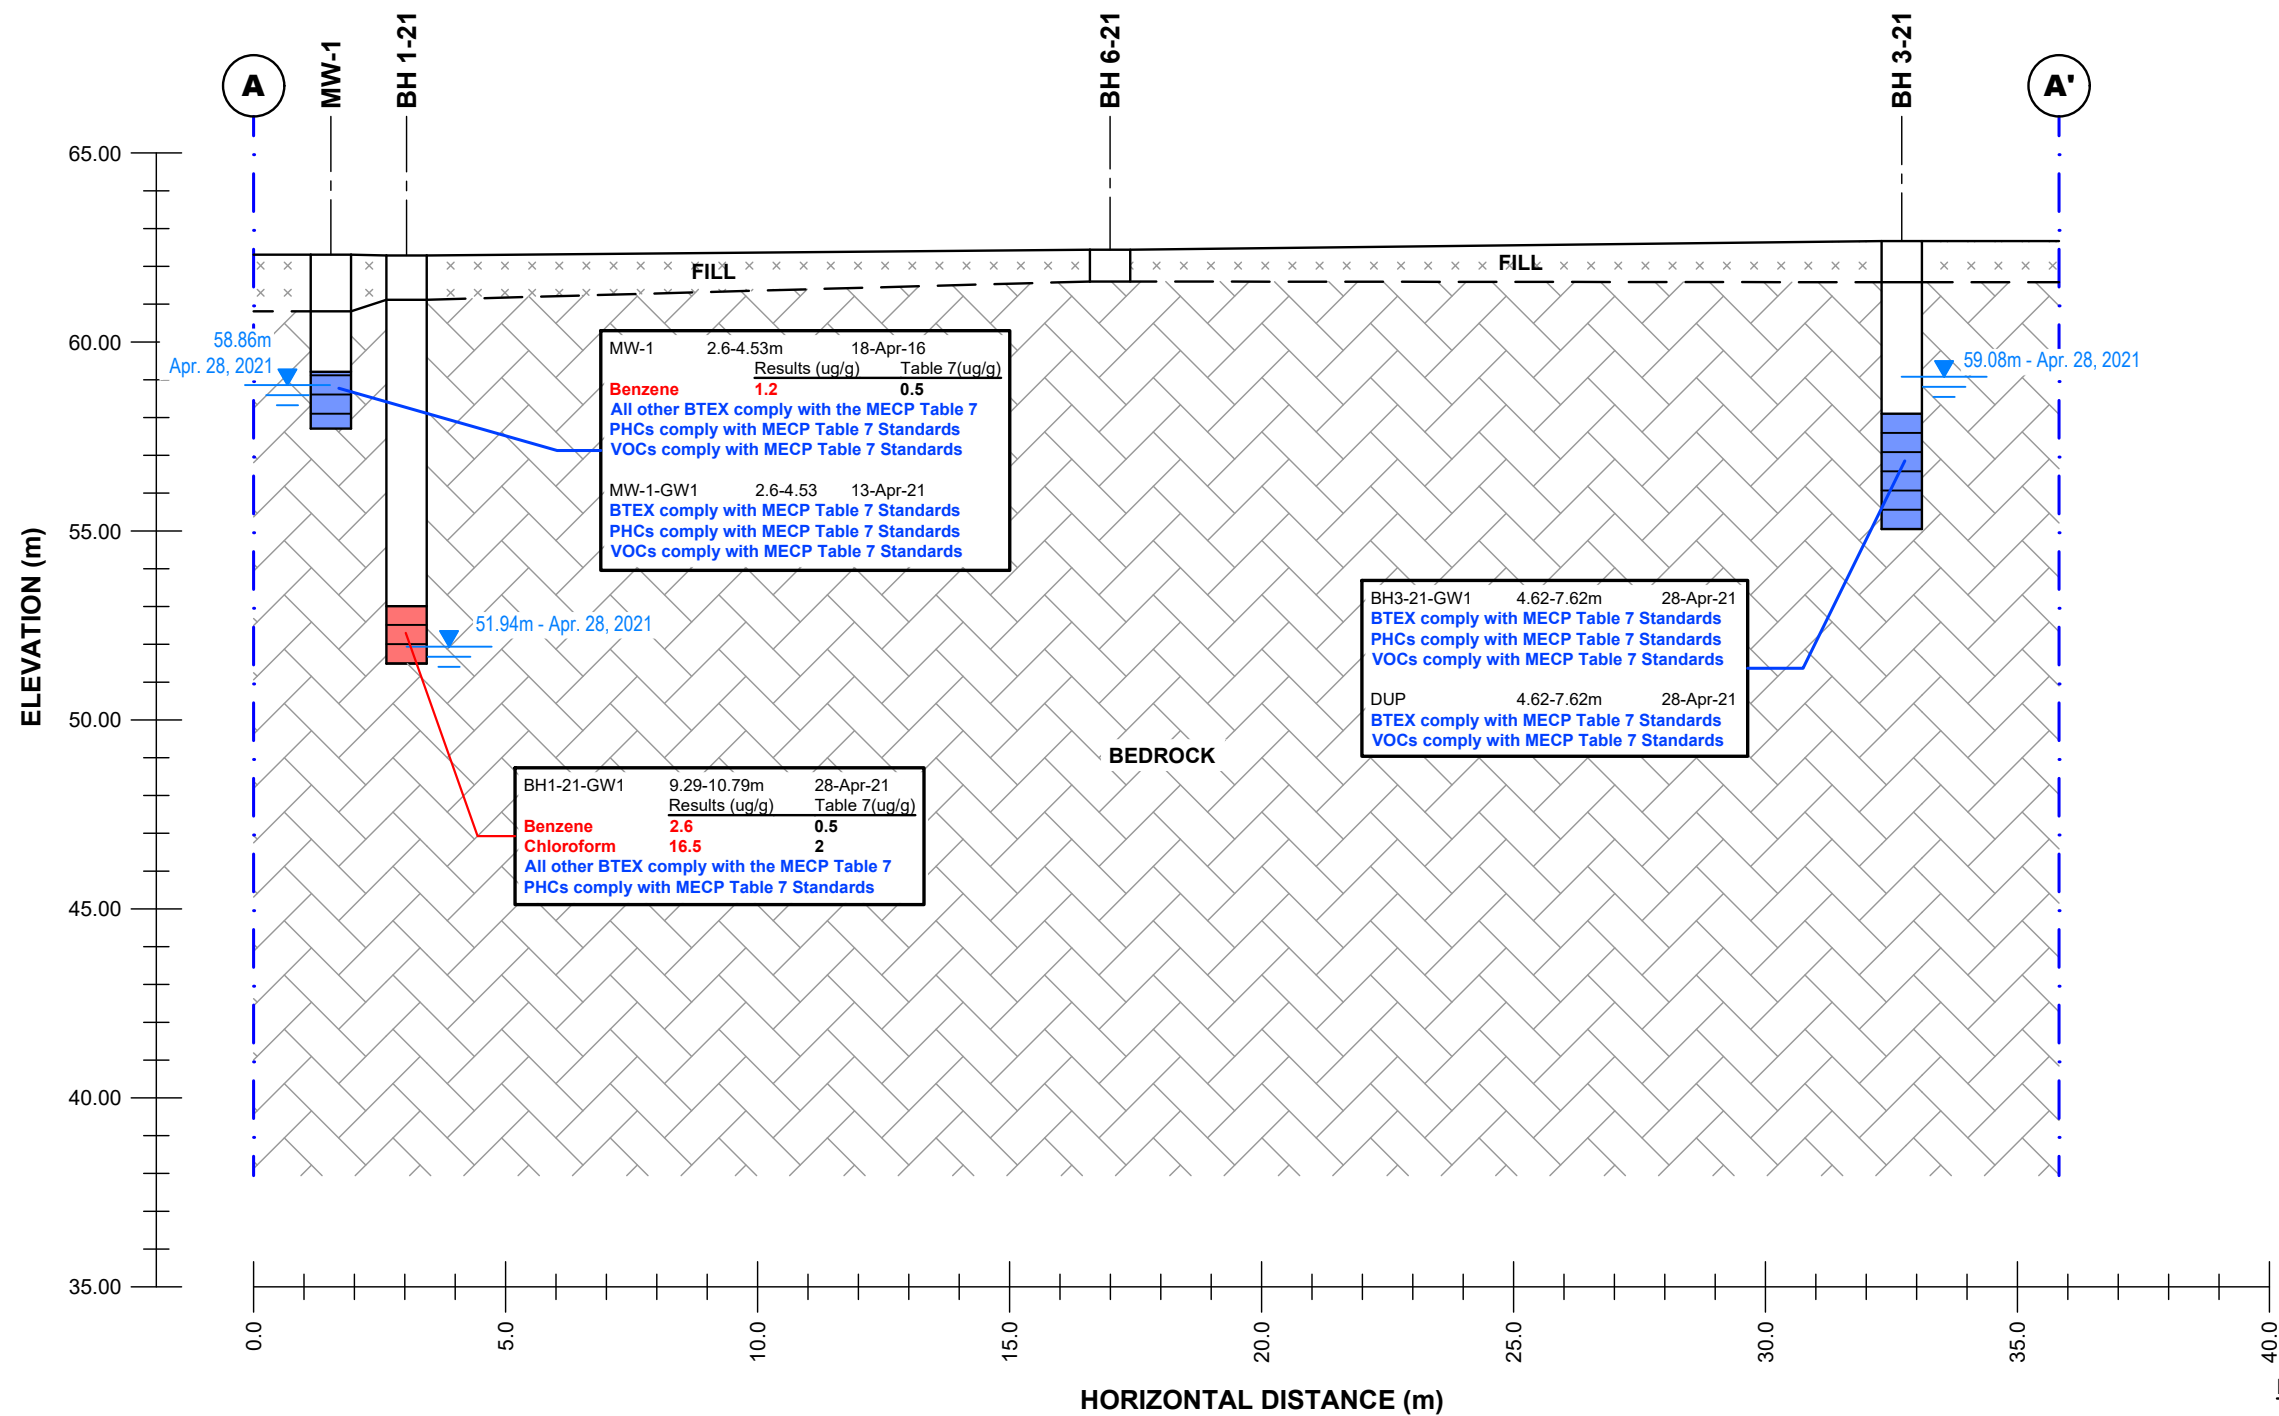 A
MW-1
BH 1-21
BH 6-21
BH 3-21
A'
65.00
60.00
55.00
50.00
45.00
40.00
35.00
ELEVATION (m)
FILL
FILL
58.86m
Apr. 28, 2021
59.08m - Apr. 28, 2021
MW-1 2.6-4.53m 18-Apr-16
Results (ug/g) Table 7(ug/g)
Benzene 1.2 0.5
All other BTEX comply with the MECP Table 7
PHCs comply with MECP Table 7 Standards
VOCs comply with MECP Table 7 Standards
MW-1-GW1 2.6-4.53 13-Apr-21
BTEX comply with MECP Table 7 Standards
PHCs comply with MECP Table 7 Standards
VOCs comply with MECP Table 7 Standards
51.94m - Apr. 28, 2021
BH3-21-GW1 4.62-7.62m 28-Apr-21
BTEX comply with MECP Table 7 Standards
PHCs comply with MECP Table 7 Standards
VOCs comply with MECP Table 7 Standards
DUP 4.62-7.62m 28-Apr-21
BTEX comply with MECP Table 7 Standards
VOCs comply with MECP Table 7 Standards
BEDROCK
BH1-21-GW1 9.29-10.79m 28-Apr-21
Results (ug/g) Table 7(ug/g)
Benzene 2.6 0.5
Chloroform 16.5 2
All other BTEX comply with the MECP Table 7
PHCs comply with MECP Table 7 Standards
0.0
5.0
10.0
15.0
20.0
25.0
30.0
35.0
40.0
HORIZONTAL DISTANCE (m)